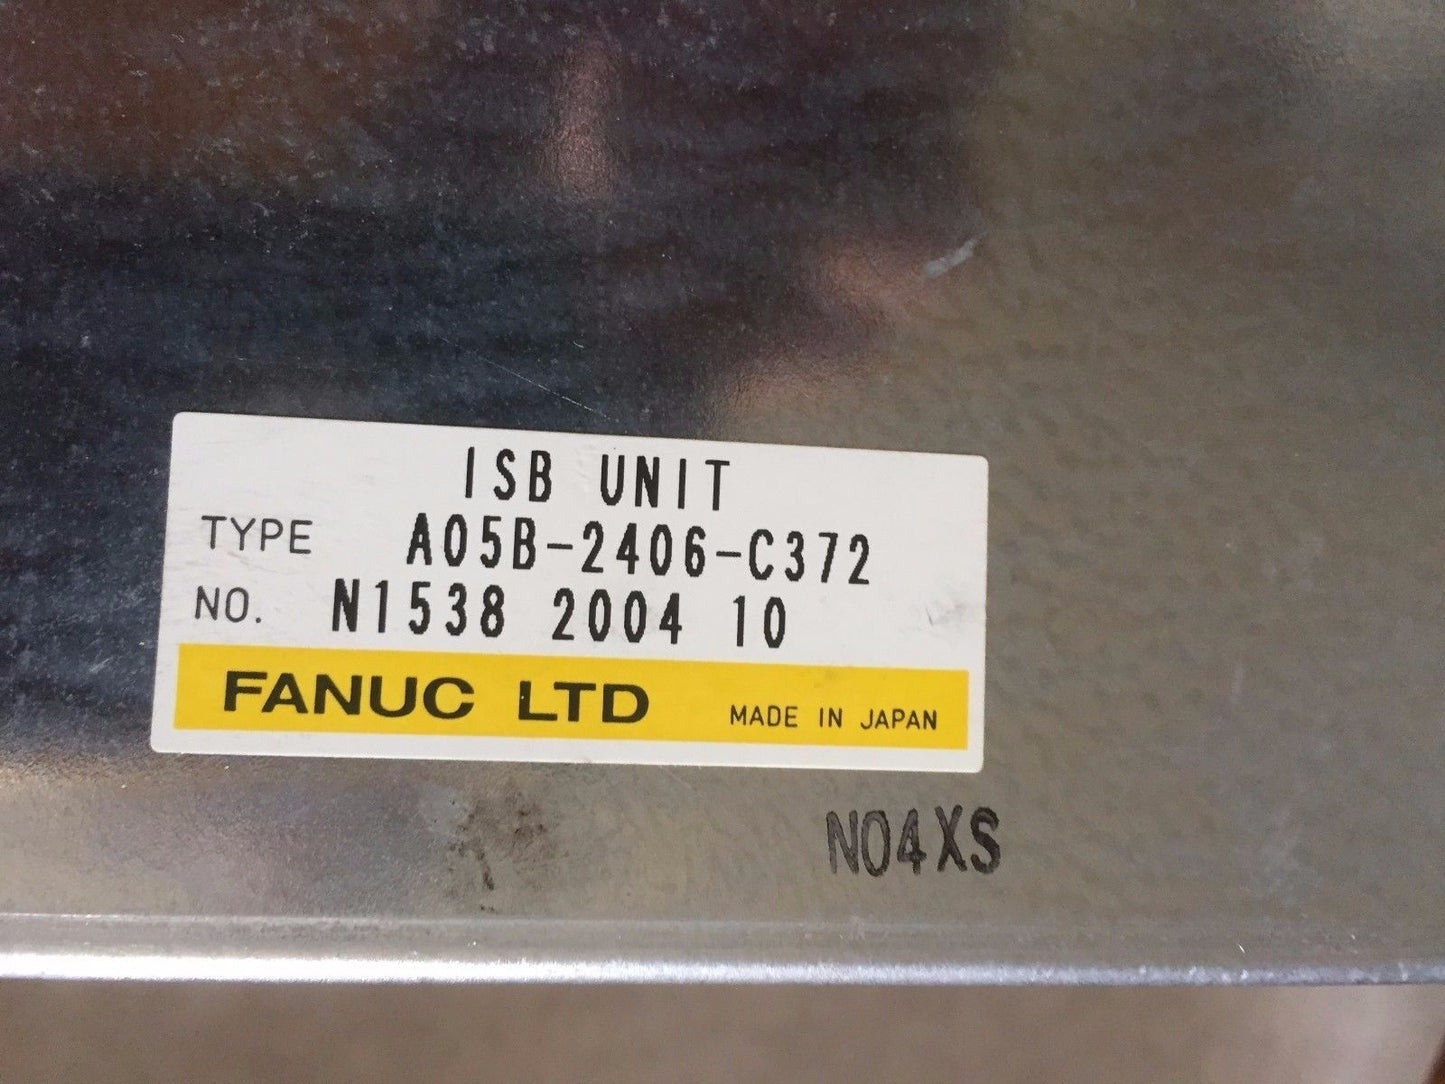 ISB UNIT
TYPE A05B-2406-C372
NO. N1538 2004 10
FANUC LTD MADE IN JAPAN
N04XS